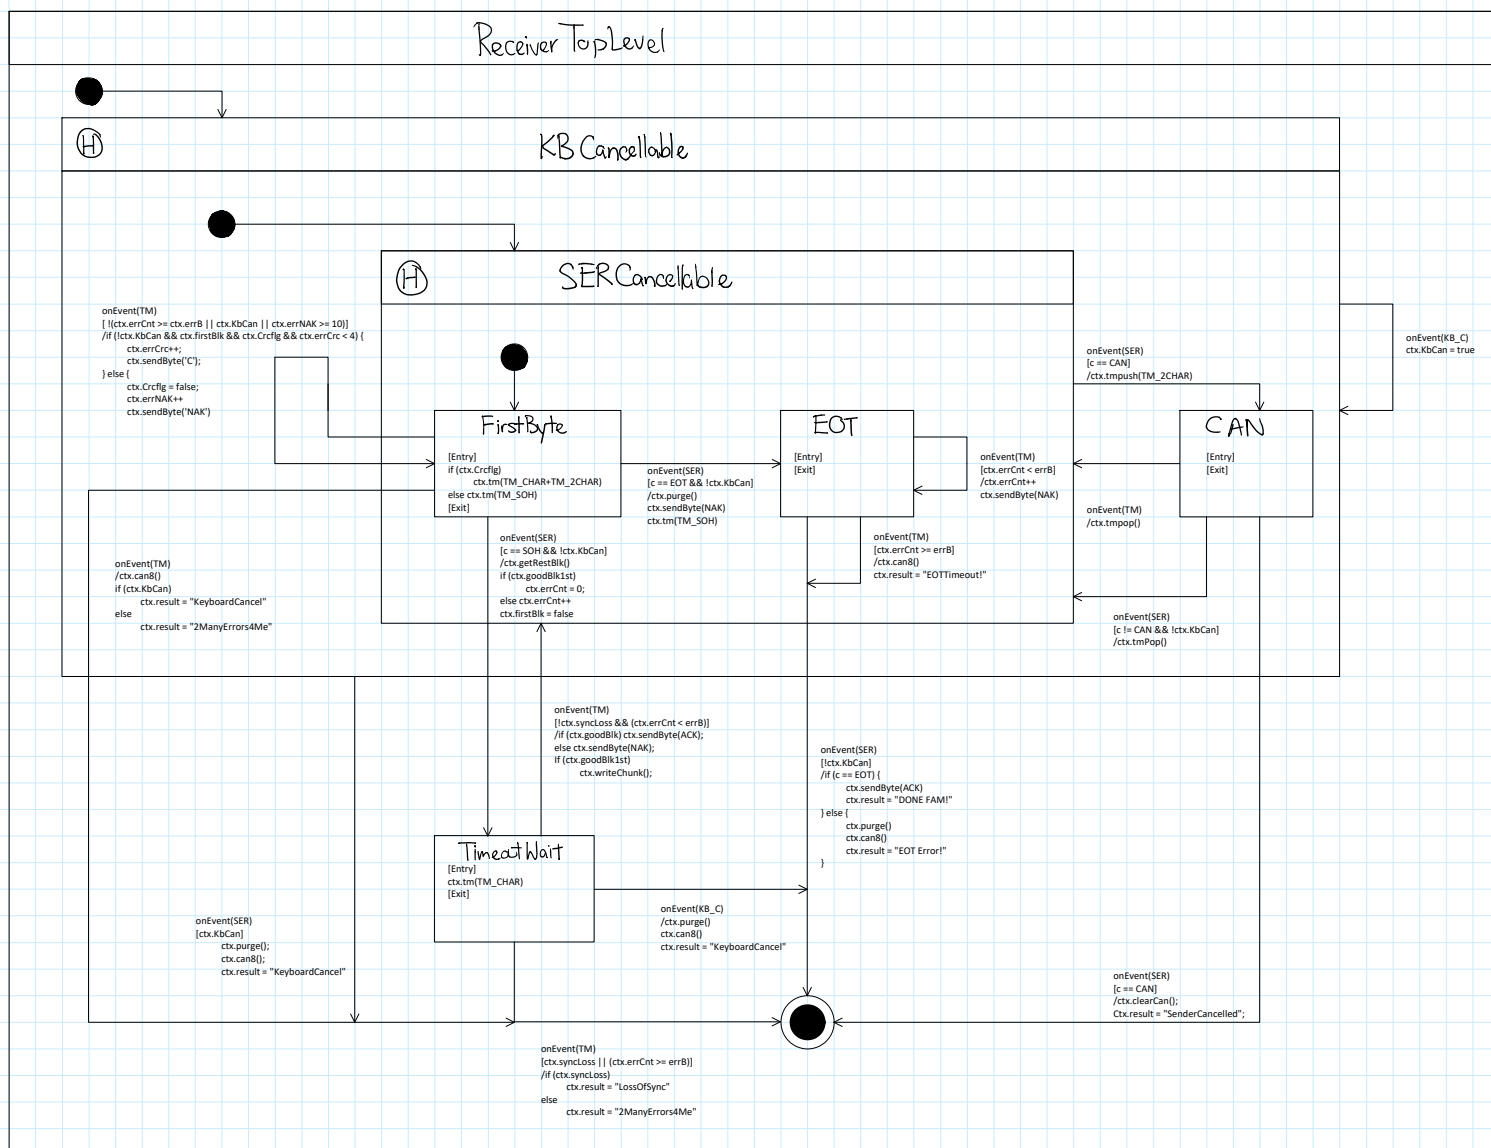 ReceiverTopLevel
H
KBCancellable
H
SERCancellable
onEvent(TM)
[ !(ctx.errCnt >= ctx.errB || ctx.KbCan || ctx.errNAK >= 10)]
/if (!ctx.KbCan && ctx.firstBlk && ctx.Crcflg && ctx.errCrc < 4) {
ctx.errCrc++;
ctx.sendByte('C');
} else {
ctx.Crcflg = false;
ctx.errNAK++
ctx.sendByte('NAK')
onEvent(KB_C)
ctx.KbCan = true
onEvent(SER)
[c == CAN]
/ctx.tmpush(TM_2CHAR)
FirstByte
[Entry]
if (ctx.Crcflg)
ctx.tm(TM_CHAR+TM_2CHAR)
else ctx.tm(TM_SOH)
[Exit]
onEvent(SER)
[c == EOT && !ctx.KbCan]
/ctx.purge()
ctx.sendByte(NAK)
ctx.tm(TM_SOH)
EOT
[Entry]
[Exit]
onEvent(TM)
[ctx.errCnt < errB]
/ctx.errCnt++
ctx.sendByte(NAK)
CAN
[Entry]
[Exit]
onEvent(TM)
/ctx.tmpop()
onEvent(SER)
[c == SOH && !ctx.KbCan]
/ctx.getRestBlk()
if (ctx.goodBlk1st)
ctx.errCnt = 0;
else ctx.errCnt++
ctx.firstBlk = false
onEvent(TM)
[ctx.errCnt >= errB]
/ctx.can8()
ctx.result = "EOTTimeout!"
onEvent(TM)
/ctx.can8()
if (ctx.KbCan)
ctx.result = "KeyboardCancel"
else
ctx.result = "2ManyErrors4Me"
onEvent(SER)
[c != CAN && !ctx.KbCan]
/ctx.tmPop()
onEvent(TM)
[!ctx.syncLoss && (ctx.errCnt < errB)]
/if (ctx.goodBlk) ctx.sendByte(ACK);
else ctx.sendByte(NAK);
If (ctx.goodBlk1st)
ctx.writeChunk();
onEvent(SER)
[!ctx.KbCan]
/if (c == EOT) {
ctx.sendByte(ACK)
ctx.result = "DONE FAM!"
} else {
ctx.purge()
ctx.can8()
ctx.result = "EOT Error!"
}
TimeoutWait
[Entry]
ctx.tm(TM_CHAR)
[Exit]
onEvent(KB_C)
/ctx.purge()
ctx.can8()
ctx.result = "KeyboardCancel"
onEvent(SER)
[ctx.KbCan]
ctx.purge();
ctx.can8();
ctx.result = "KeyboardCancel"
onEvent(SER)
[c == CAN]
/ctx.clearCan();
Ctx.result = "SenderCancelled";
onEvent(TM)
[ctx.syncLoss || (ctx.errCnt >= errB)]
/if (ctx.syncLoss)
ctx.result = "LossOfSync"
else
ctx.result = "2ManyErrors4Me"